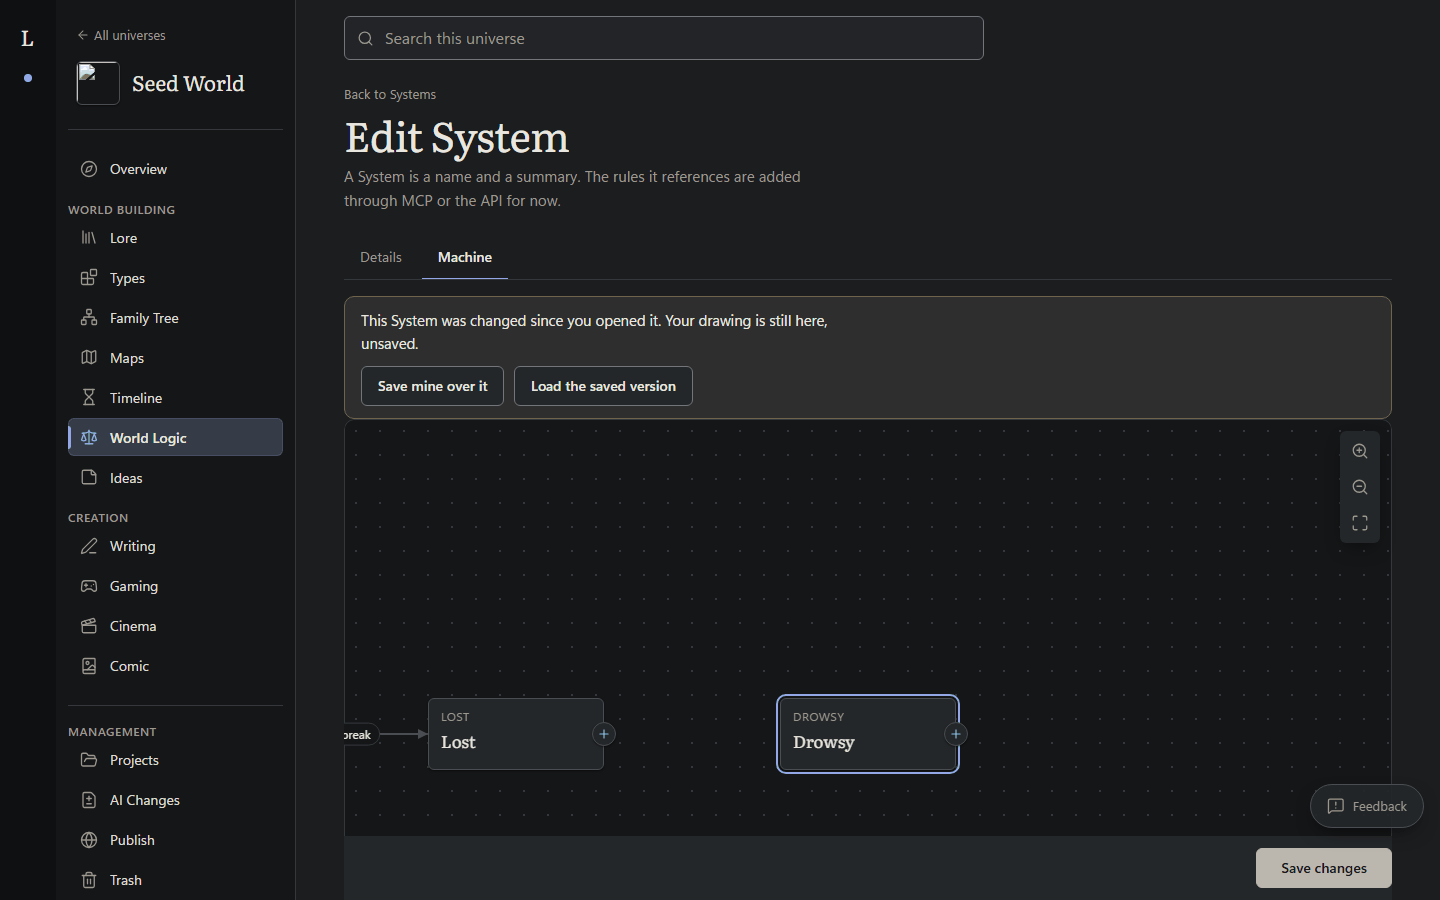 L
All universes
Seed World
Overview
WORLD BUILDING
Lore
Types
Family Tree
Maps
Timeline
World Logic
Ideas
CREATION
Writing
Gaming
Cinema
Comic
MANAGEMENT
Projects
AI Changes
Publish
Trash
Search this universe
Back to Systems
Edit System
A System is a name and a summary. The rules it references are added
through MCP or the API for now.
Details
Machine
This System was changed since you opened it. Your drawing is still here,
unsaved.
Save mine over it
Load the saved version
break
LOST
Lost
DROWSY
Drowsy
Feedback
Save changes